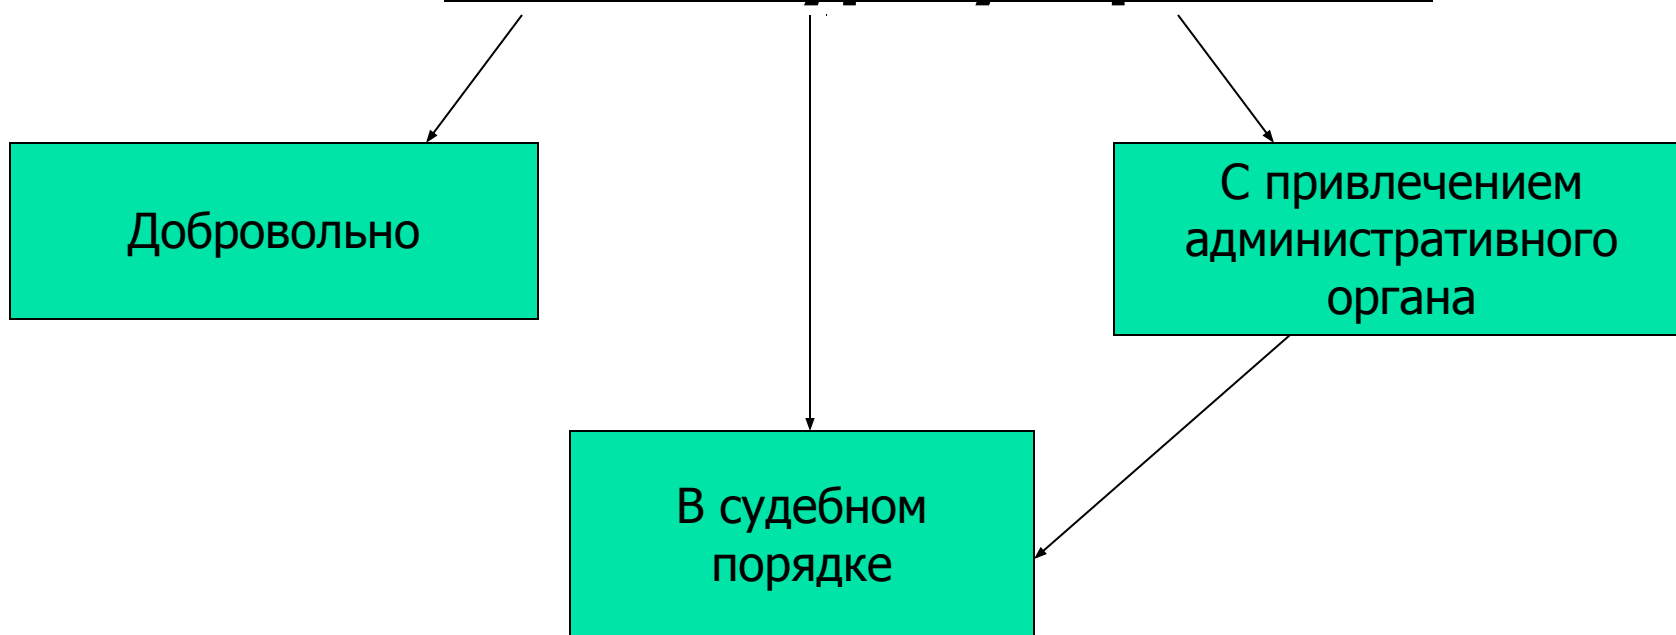 Добровольно
С привлечением
административного
органа
В судебном
порядке